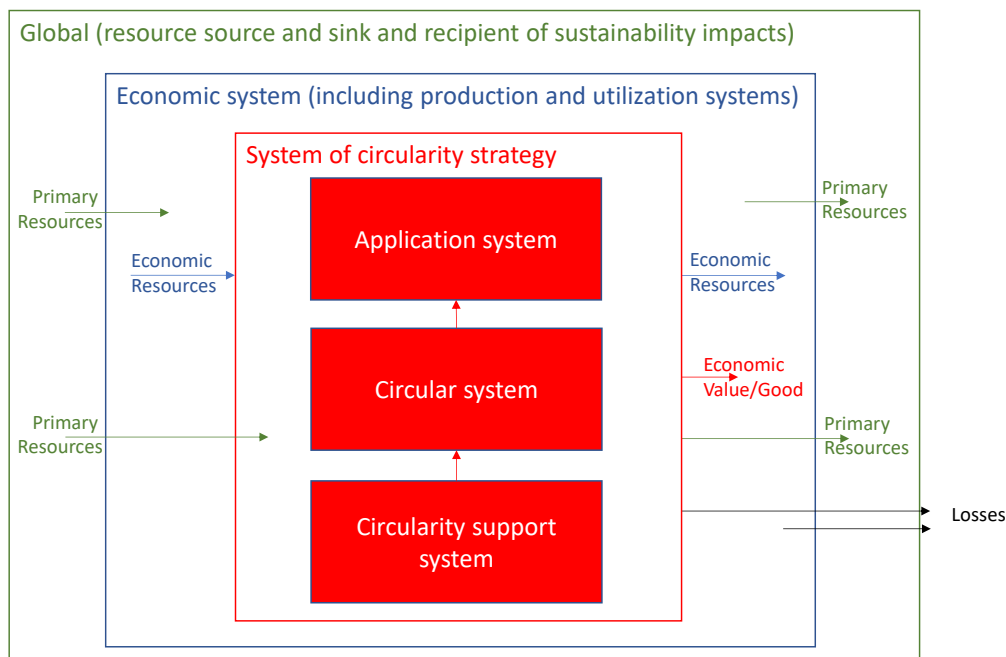 Global (resource source and sink and recipient of sustainability impacts)
Economic system (including production and utilization systems)
System of circularity strategy
Primary
Resources
Application system
Primary
Resources
Economic
Resources
Economic
Resources
Circular system
Economic
Value/Good
Primary
Resources
Primary
Resources
Circularity support
system
Losses